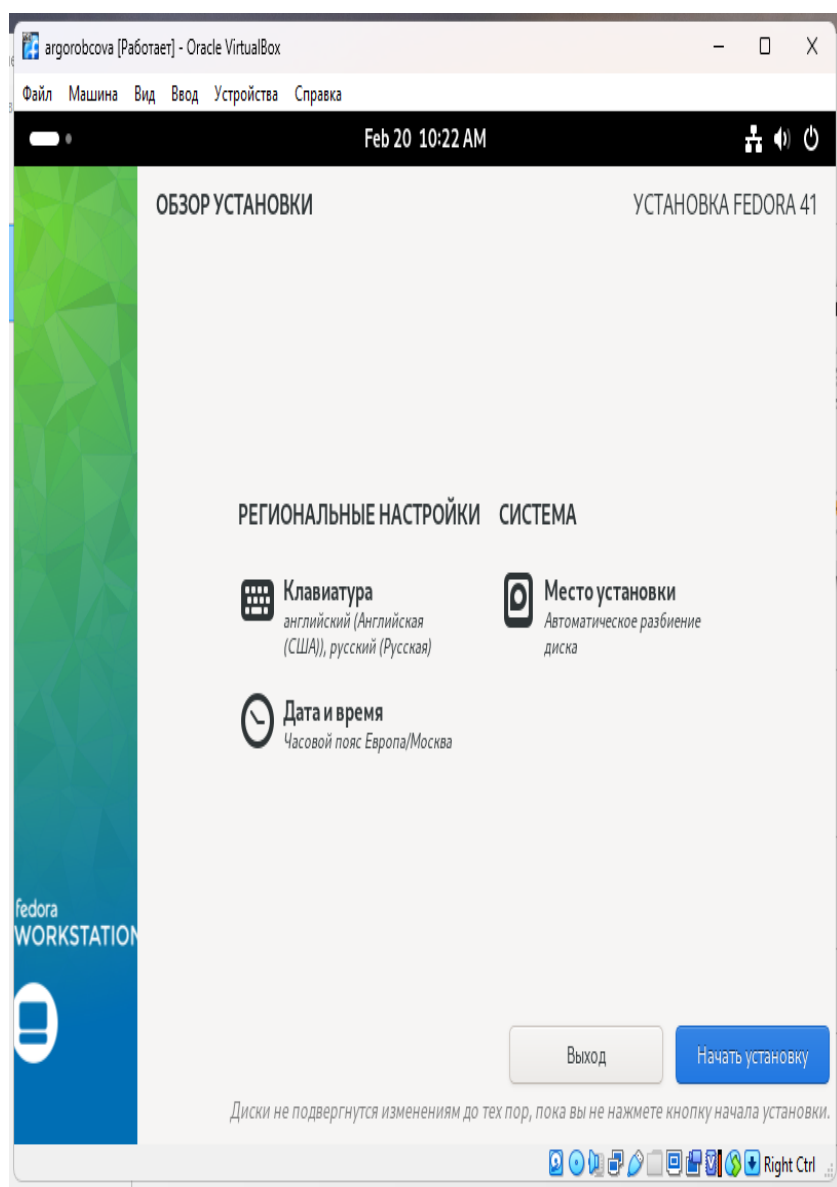 argorobcova [Работает] - Oracle VirtualBox
Файл Машина Вид Ввод Устройства Справка
Feb 20 10:22 AM
ОБЗОР УСТАНОВКИ
УСТАНОВКА FEDORA 41
РЕГИОНАЛЬНЫЕ НАСТРОЙКИ
Клавиатура
английский (Английская
(США)), русский (Русская)
Дата и время
Часовой пояс Европа/Москва
СИСТЕМА
Место установки
Автоматическое разбиение
диска
fedora
WORKSTATION
Выход
Начать установку
Диски не подвергнутся изменениям до тех пор, пока вы не нажмете кнопку начала установки.
Right Ctrl